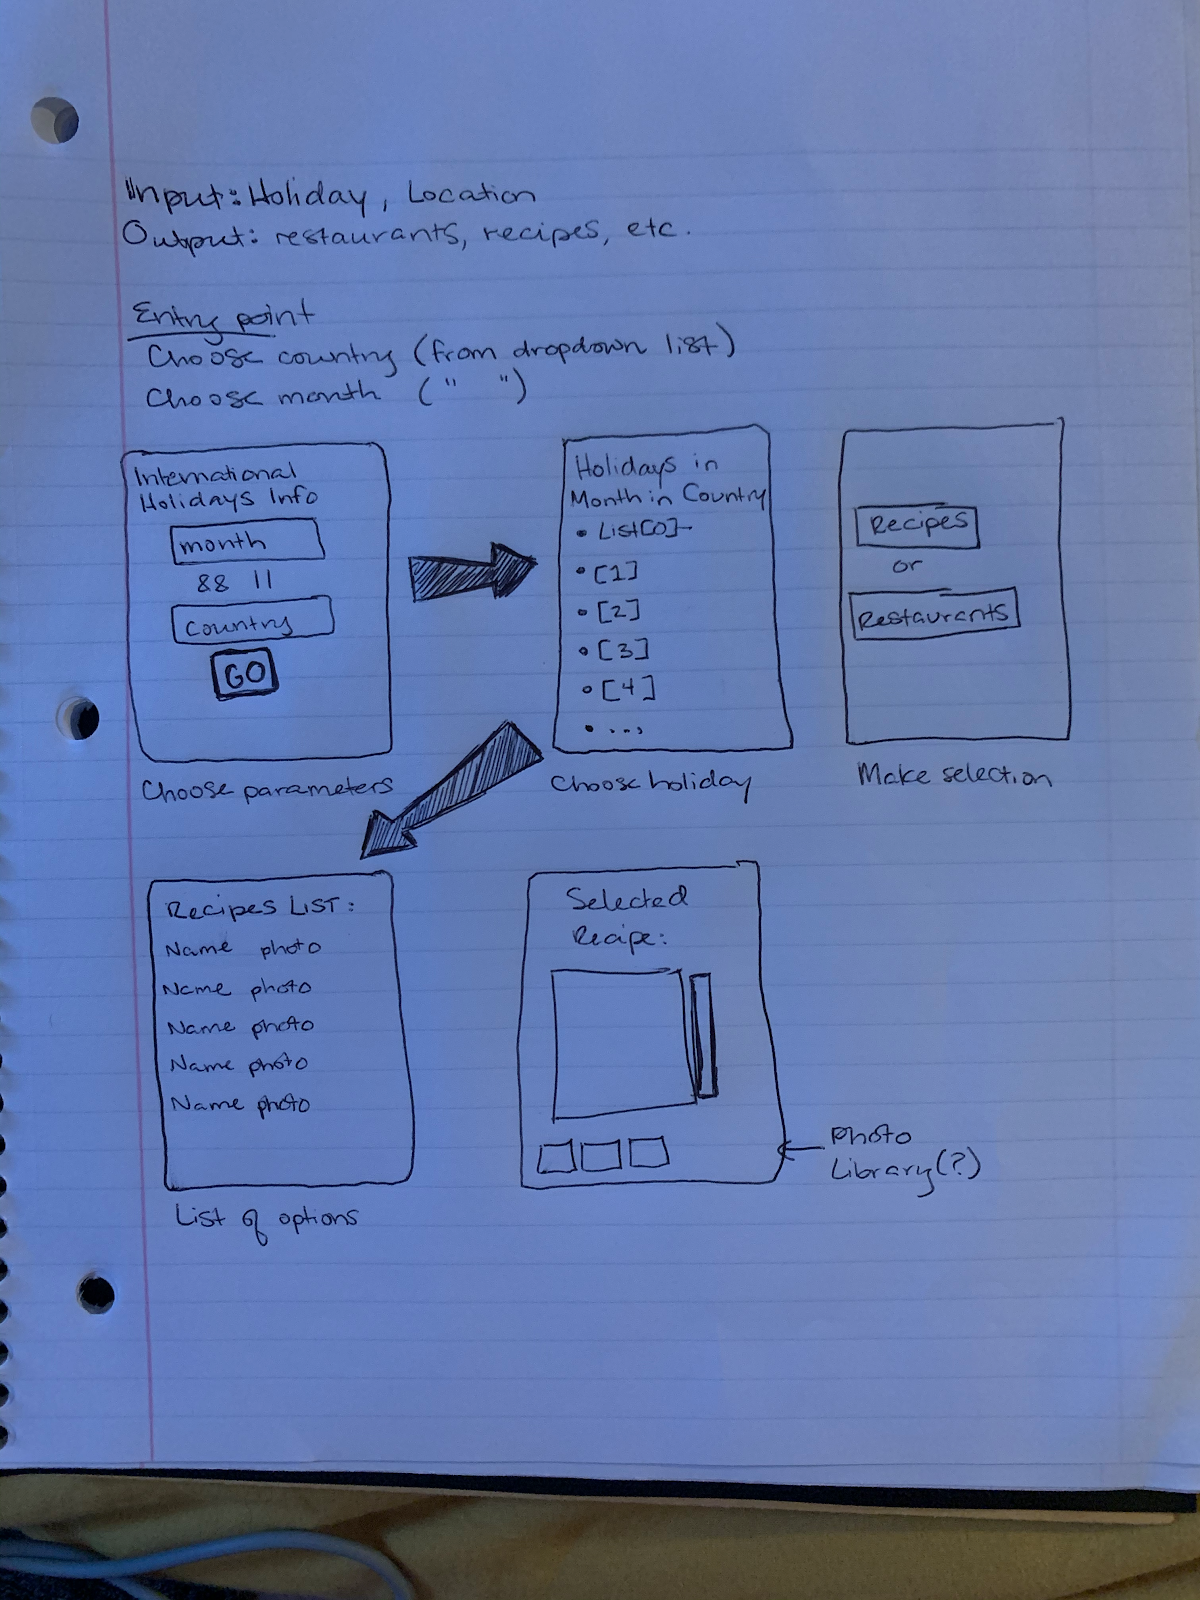 Input: Holiday, Location
Output: restaurants, recipes, etc.
Entry point
Choose country (from dropdown list)
Choose month (" ")
International
Holidays Info
month
&& ||
country
GO
Choose parameters
Holidays in
Month in Country
• List[0]-
• [1]
• [2]
• [3]
• [4]
• ...
Choose holiday
Recipes
or
Restaurants
Make selection
Recipes List:
Name photo
Name photo
Name photo
Name photo
Name photo
List of options
Selected
Recipe:
Photo
Library(?)